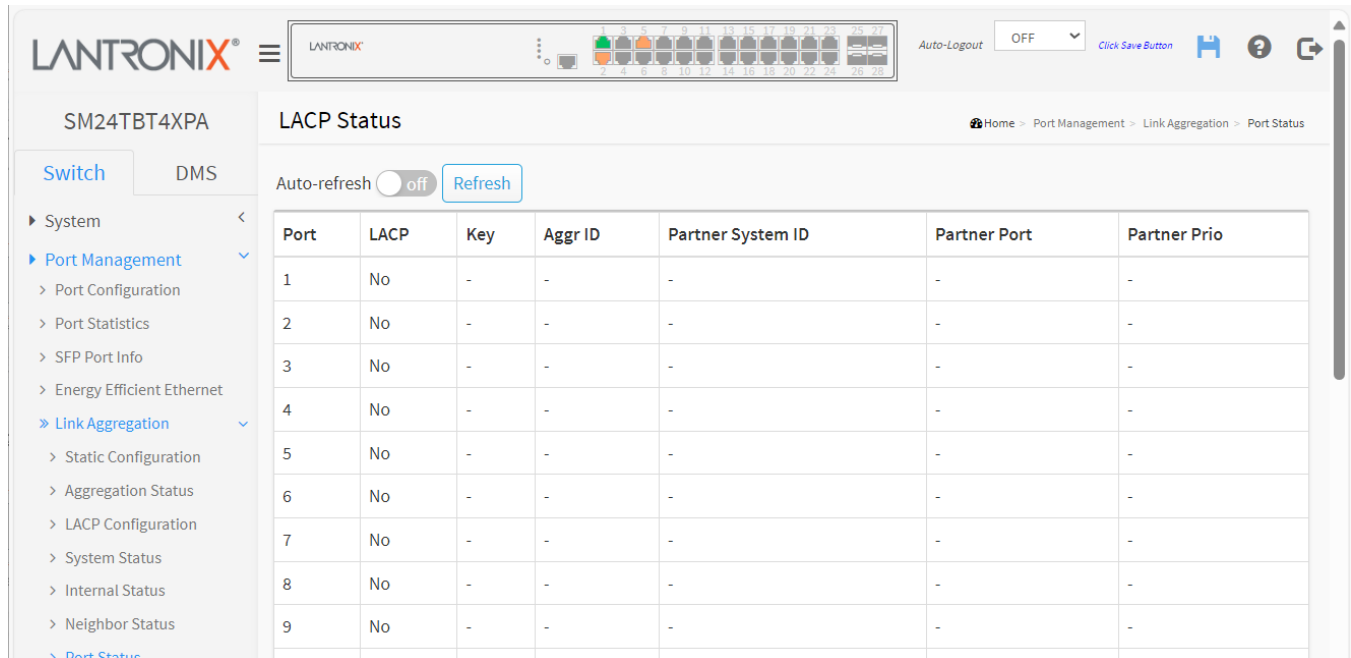 LANTRONIX®
LANTRONIX
1 3 5 7 9 11 13 15 17 19 21 23 25 27
2 4 6 8 10 12 14 16 18 20 22 24 26 28
Auto-Logout OFF Click Save Button
SM24TBT4XPA
LACP Status
Home > Port Management > Link Aggregation > Port Status
Switch DMS
Auto-refresh off Refresh
System
Port Management
> Port Configuration
> Port Statistics
> SFP Port Info
> Energy Efficient Ethernet
» Link Aggregation
> Static Configuration
> Aggregation Status
> LACP Configuration
> System Status
> Internal Status
> Neighbor Status
> Port Status
Port LACP Key Aggr ID Partner System ID Partner Port Partner Prio
1 No - - - - -
2 No - - - - -
3 No - - - - -
4 No - - - - -
5 No - - - - -
6 No - - - - -
7 No - - - - -
8 No - - - - -
9 No - - - - -